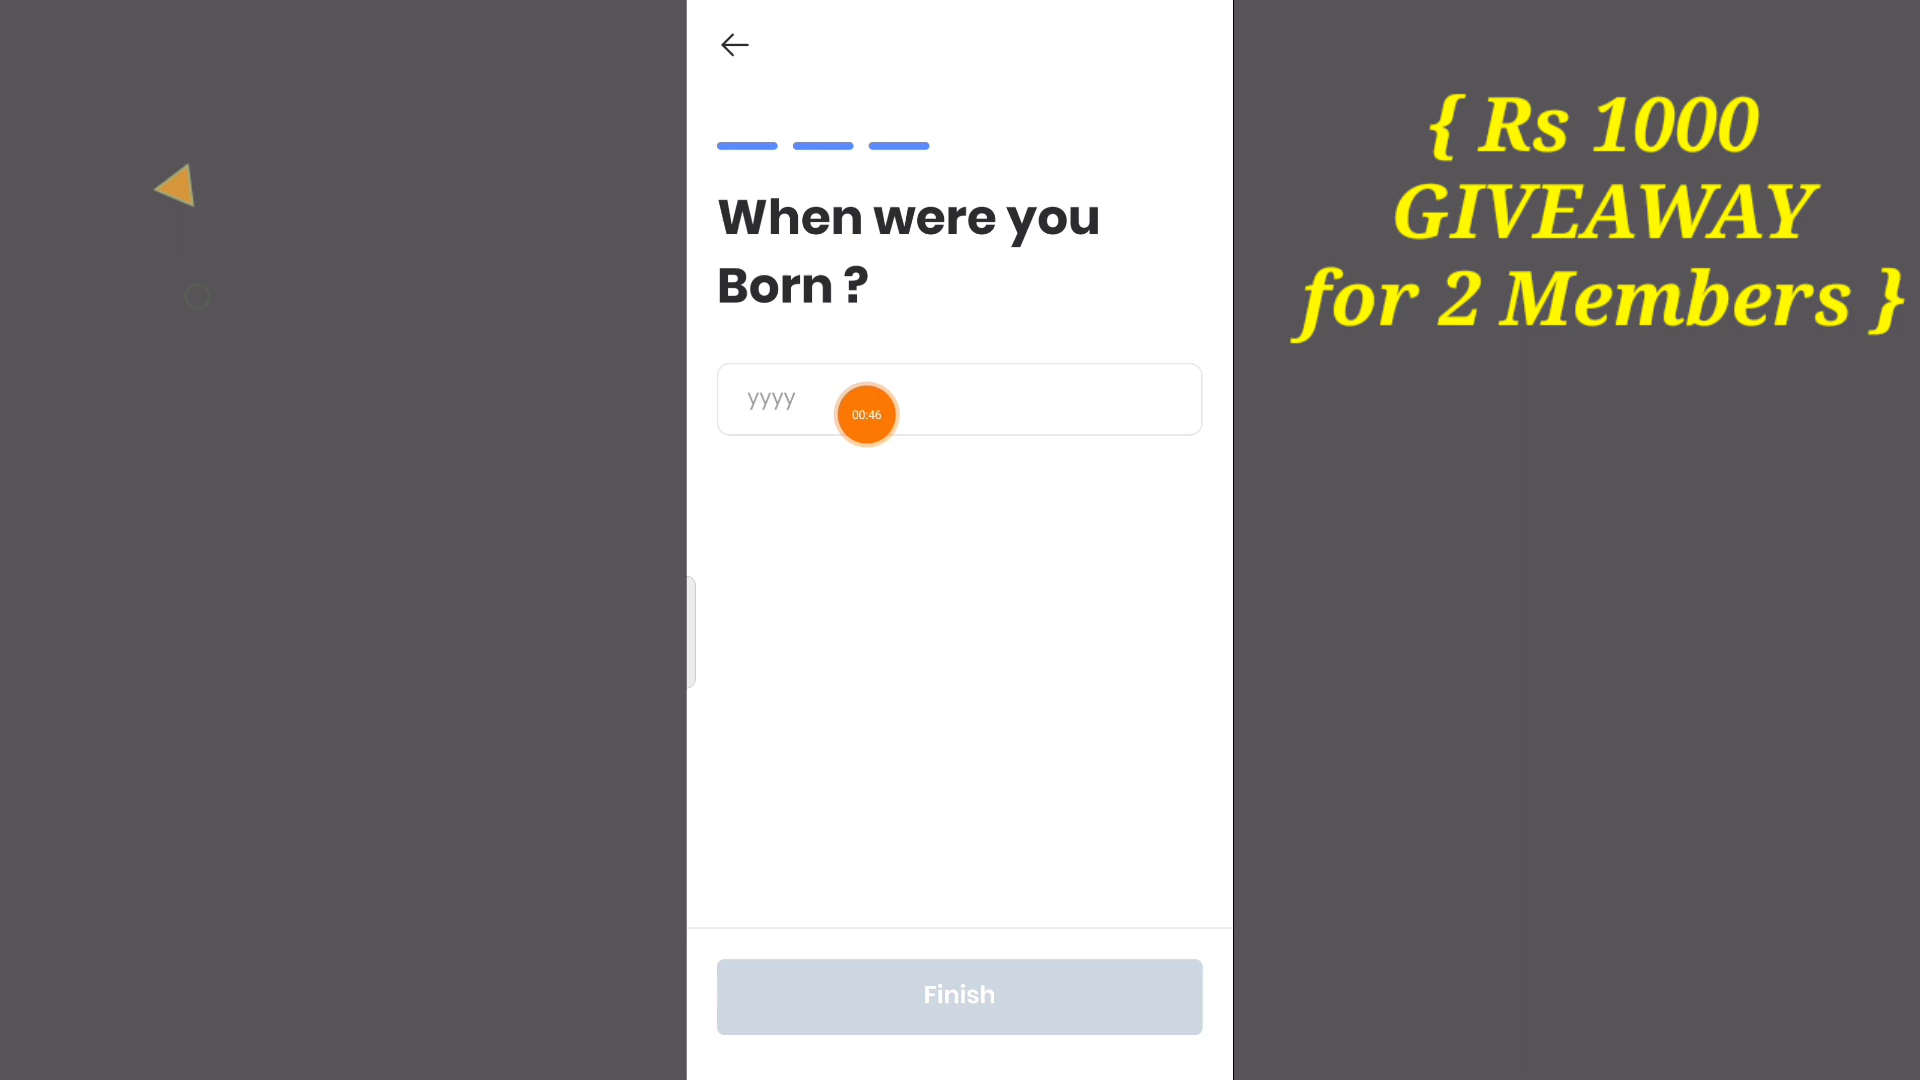 When were you
Born ?
yyyy
00:46
Finish
{ Rs 1000
GIVEAWAY
for 2 Members }